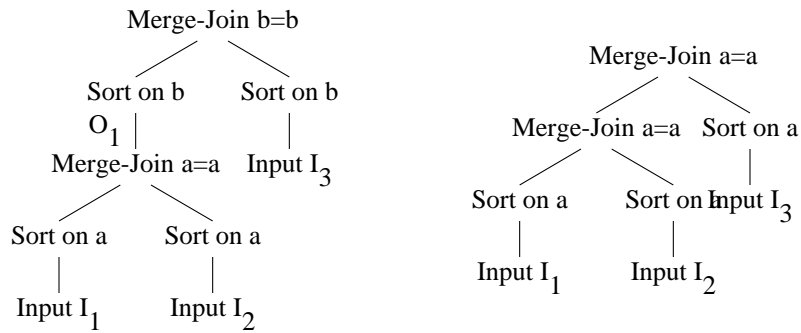 Merge-Join b=b
Sort on b
Sort on b
O1
Merge-Join a=a
Input I3
Sort on a
Sort on a
Input I1
Input I2
Merge-Join a=a
Merge-Join a=a
Sort on a
Sort on a
Sort on a
Input I3
Input I1
Input I2